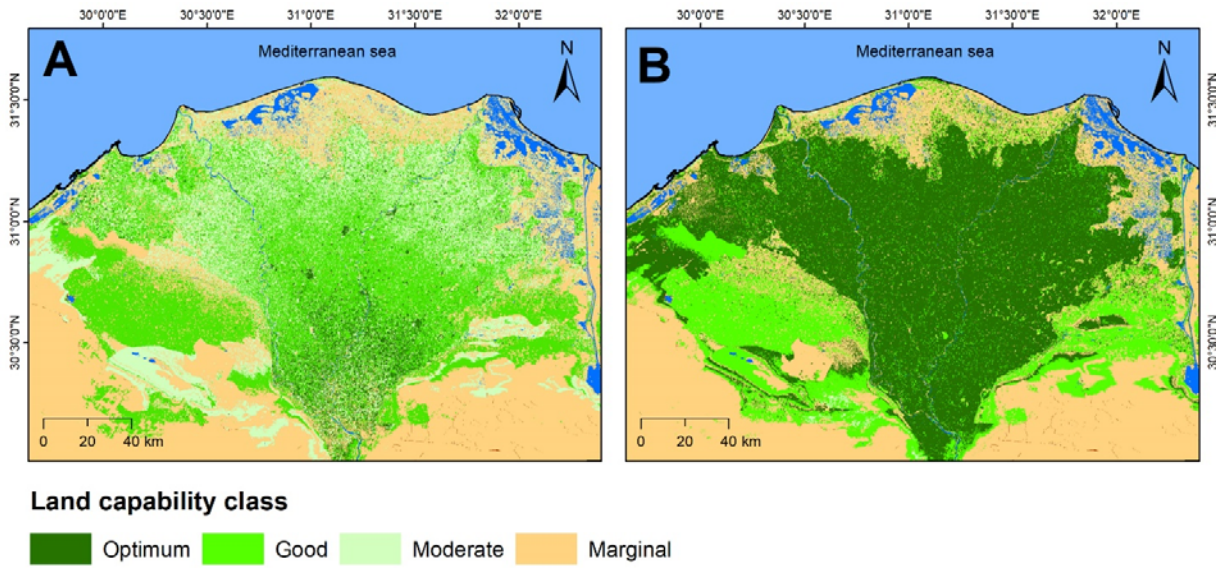 30°0'0"E 30°30'0"E 31°0'0"E 31°30'0"E 32°0'0"E
30°0'0"E 30°30'0"E 31°0'0"E 31°30'0"E 32°0'0"E
A
Mediterranean sea
N
B
Mediterranean sea
N
31°30'0"N
31°0'0"N
30°30'0"N
31°30'0"N
31°0'0"N
30°30'0"N
0 20 40 km
0 20 40 km
Land capability class
Optimum Good Moderate Marginal